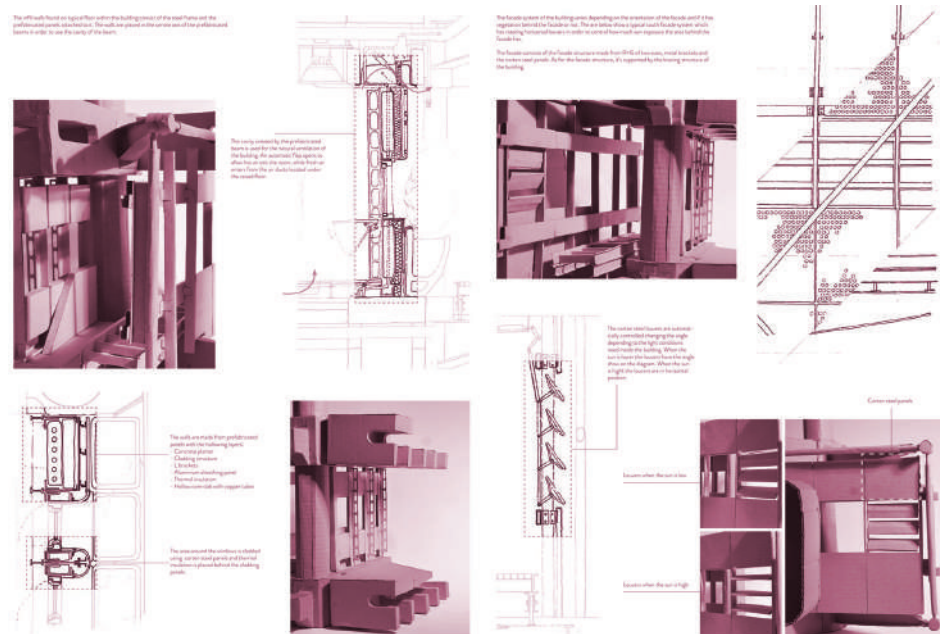 The infill walls found on typical floor within the building consist of the steel frame and the
prefabricated panels attached to it. The walls are placed in the centre axis of the prefabricated
beams in order to use the cavity of the beam.
The cavity created by the prefabricated
beam is used for the natural ventilation of
the building. An automatic flap opens to
allow hot air into the room, while fresh air
enters from the air ducts located under
the raised floor.
The walls are made from prefabricated
panels with the following layers:
- Concrete planer
- Cladding structure
- L brackets
- Aluminium sheathing panel
- Thermal insulation
- Hollow core slab with copper tubes
The area around the windows is cladded
using corten steel panels and thermal
insulation is placed behind the cladding
panels.
The facade system of the building varies depending on the orientation of the facade and if it has
vegetation behind the facade or not. The one below show a typical south facade system which
has rotating horizontal louvers in order to control how much sun exposure the area behind the
facade has.
The facade consists of the facade structure made from RHS of two sizes, metal brackets and
the corten steel panels. As for the facade structure, it's supported by the bracing structure of
the building.
The corten steel louvers are automat-
ically controlled changing the angle
depending to the light conditions
need inside the building. When the
sun is lower the louvers have the angle
show on the diagram. When the sun
is high the louvers are in horizontal
position
Corten steel panels
Louvers when the sun is low
Louvers when the sun is high